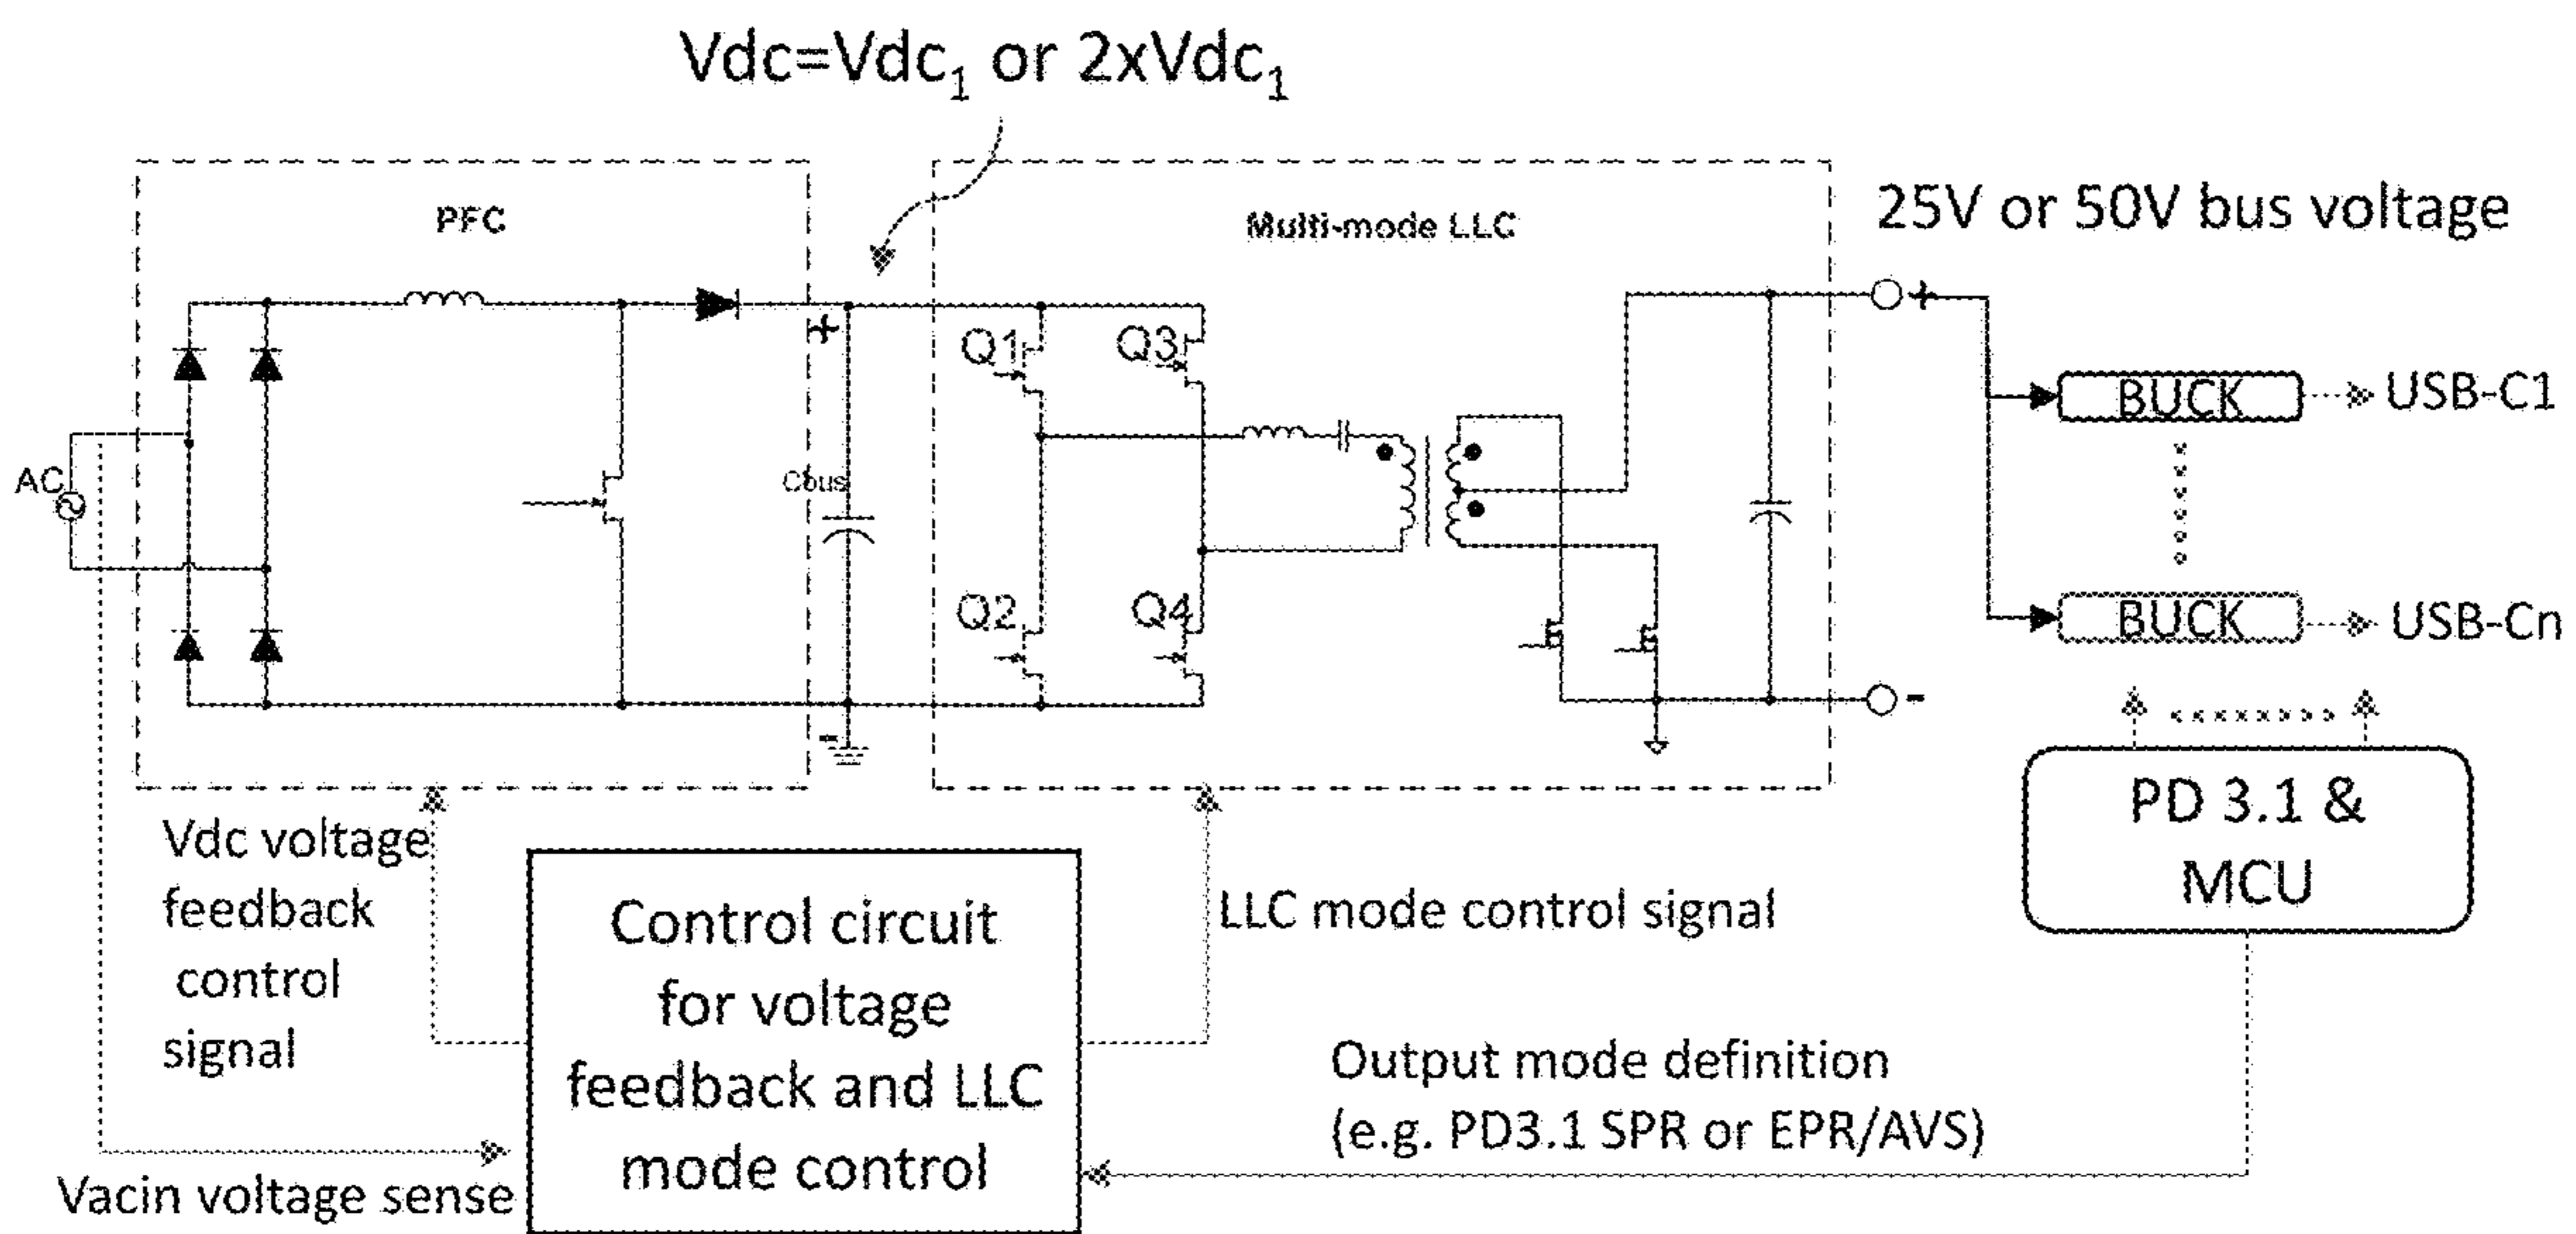 Vdc=Vdc₁ or 2xVdc₁
PFC
Multi-mode LLC
25V or 50V bus voltage
+
+
Q1
Q3
BUCK
USB-C1
AC
Cbus
Q2
Q4
BUCK
USB-Cn
-
-
PD 3.1 &
MCU
Vdc voltage
feedback
control
signal
Control circuit
for voltage
feedback and LLC
mode control
LLC mode control signal
Output mode definition
(e.g. PD3.1 SPR or EPR/AVS)
Vacin voltage sense